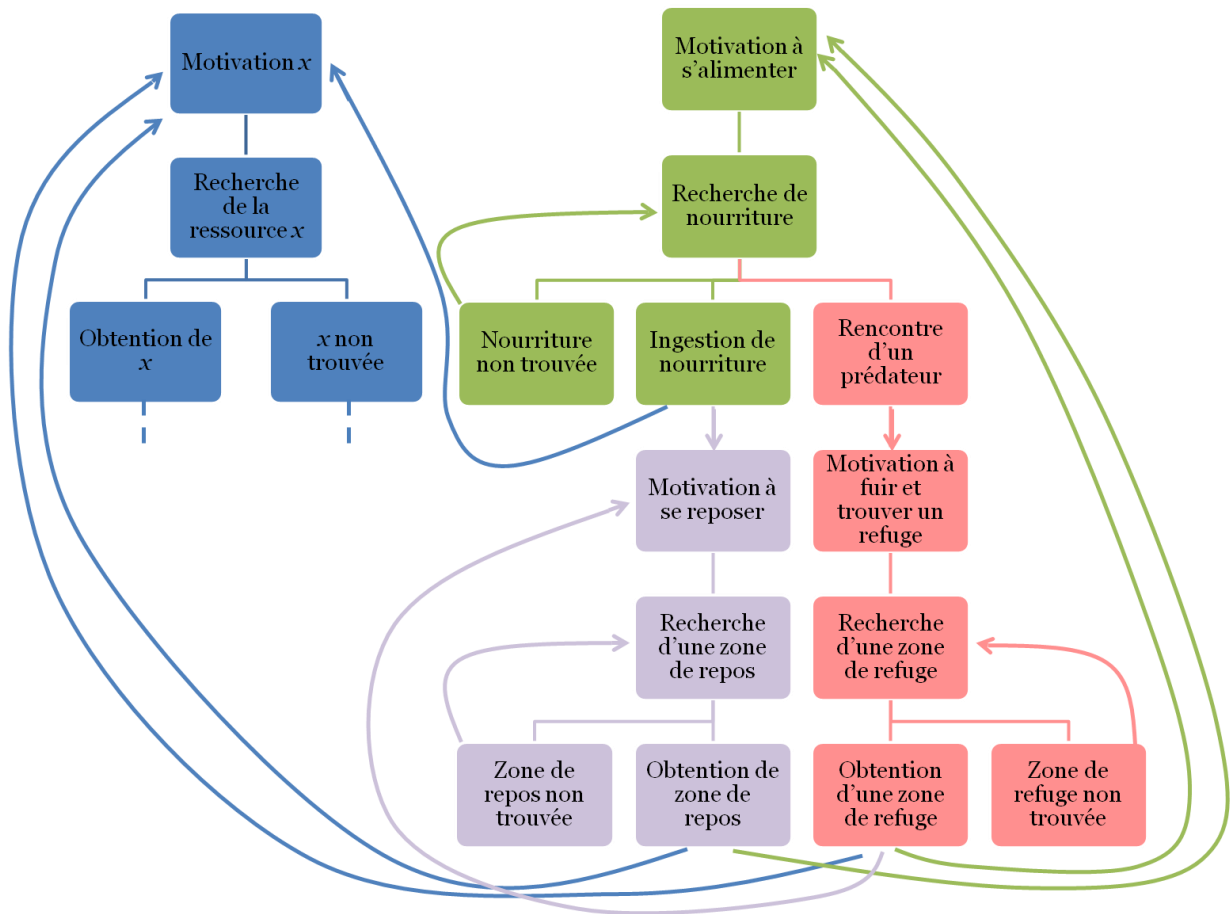 Motivation x
Motivation à
s’alimenter
Recherche
de la
ressource x
Recherche de
nourriture
Obtention de
x
x non
trouvée
Nourriture
non trouvée
Ingestion de
nourriture
Rencontre
d’un
prédateur
Motivation à
se reposer
Motivation à
fuir et
trouver un
refuge
Recherche
d’une zone
de repos
Recherche
d’une zone
de refuge
Zone de
repos non
trouvée
Obtention de
zone de
repos
Obtention
d’une zone
de refuge
Zone de
refuge non
trouvée